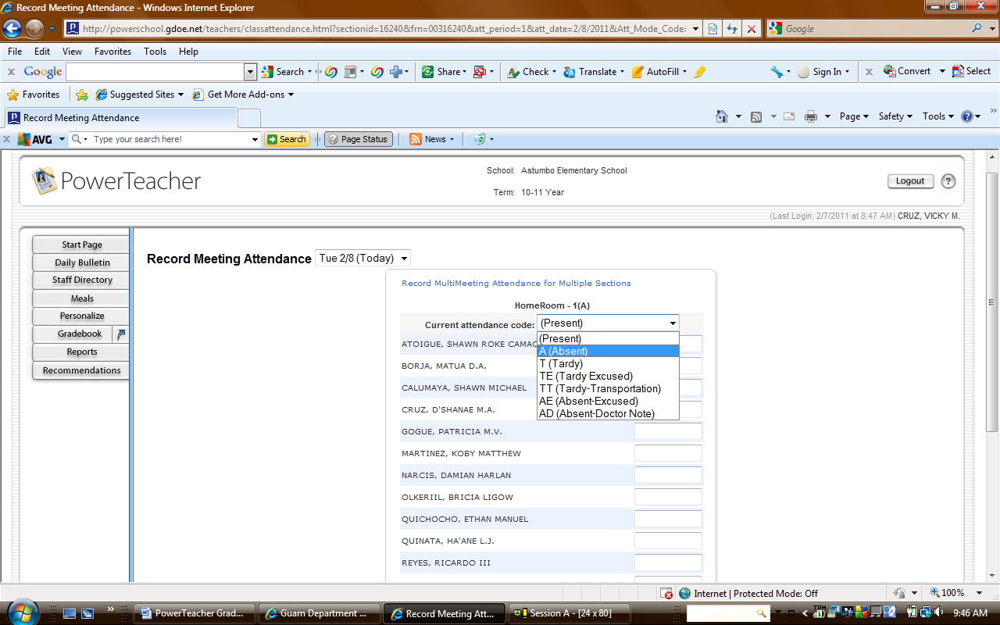 Record Meeting Attendance - Windows Internet Explorer
http://powerschool.gdoe.net/teachers/classattendance.html?sectionid=16240&frn=00316240&att_period=1&att_date=2/8/2011&Att_Mode_Code:
Google
File Edit View Favorites Tools Help
Google Search Share Check Translate AutoFill Sign In Convert Select
Favorites Suggested Sites Get More Add-ons
Record Meeting Attendance
Page Safety Tools
AVG Type your search here! Search Page Status News
PowerTeacher
School: Astumbo Elementary School
Term: 10-11 Year
Logout ?
(Last Login: 2/7/2011 at 8:47 AM) CRUZ, VICKY M.
Start Page
Daily Bulletin
Staff Directory
Meals
Personalize
Gradebook
Reports
Recommendations
Record Meeting Attendance Tue 2/8 (Today)
Record MultiMeeting Attendance for Multiple Sections
HomeRoom - 1(A)
Current attendance code: (Present)
(Present)
A (Absent)
T (Tardy)
TE (Tardy Excused)
TT (Tardy-Transportation)
AE (Absent-Excused)
AD (Absent-Doctor Note)
ATOIGUE, SHAWN ROKE CAMAC
BORJA, MATUA D.A.
CALUMAYA, SHAWN MICHAEL
CRUZ, D'SHANAE M.A.
GOGUE, PATRICIA M.V.
MARTINEZ, KOBY MATTHEW
NARCIS, DAMIAN HARLAN
OLKERIIL, BRICIA LIGOW
QUICHOCHO, ETHAN MANUEL
QUINATA, HA'ANE L.J.
REYES, RICARDO III
Internet | Protected Mode: Off
100%
PowerTeacher Grad...
Guam Department ...
Record Meeting Att...
Session A - [24 x 80]
9:46 AM